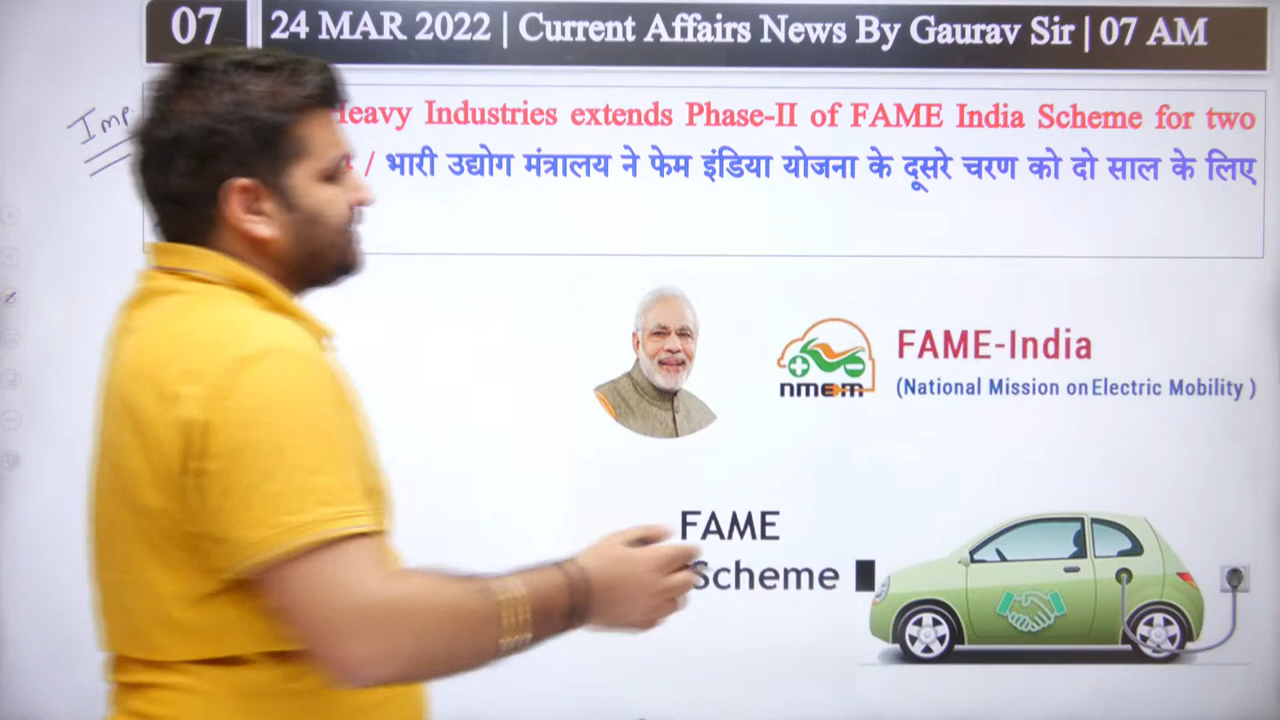 07 24 MAR 2022 | Current Affairs News By Gaurav Sir | 07 AM
Imp.
Heavy Industries extends Phase-II of FAME India Scheme for two
/ भारी उद्योग मंत्रालय ने फेम इंडिया योजना के दूसरे चरण को दो साल के लिए
FAME-India
nmem
(National Mission on Electric Mobility )
FAME
Scheme